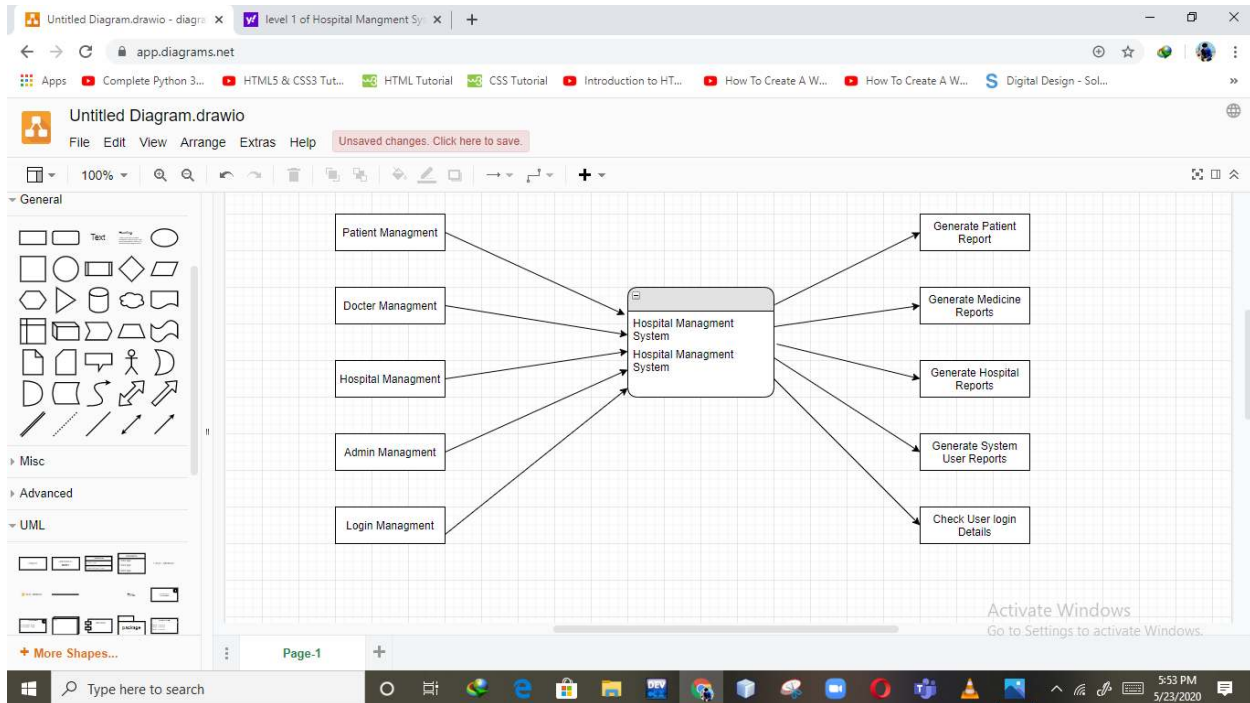 Untitled Diagram.drawio - diagra
level 1 of Hospital Managment Sy
app.diagrams.net
Apps
Complete Python 3...
HTML5 & CSS3 Tut...
HTML Tutorial
CSS Tutorial
Introduction to HT...
How To Create A W...
How To Create A W...
Digital Design - Sol...
Untitled Diagram.drawio
File Edit View Arrange Extras Help
Unsaved changes. Click here to save.
100%
General
Text
Misc
Advanced
UML
+ More Shapes...
Patient Managment
Docter Managment
Hospital Managment
Admin Managment
Login Managment
Hospital Managment
System
Hospital Managment
System
Generate Patient
Report
Generate Medicine
Reports
Generate Hospital
Reports
Generate System
User Reports
Check User login
Details
Activate Windows
Go to Settings to activate Windows.
Page-1
Type here to search
DEV
5:53 PM
5/23/2020